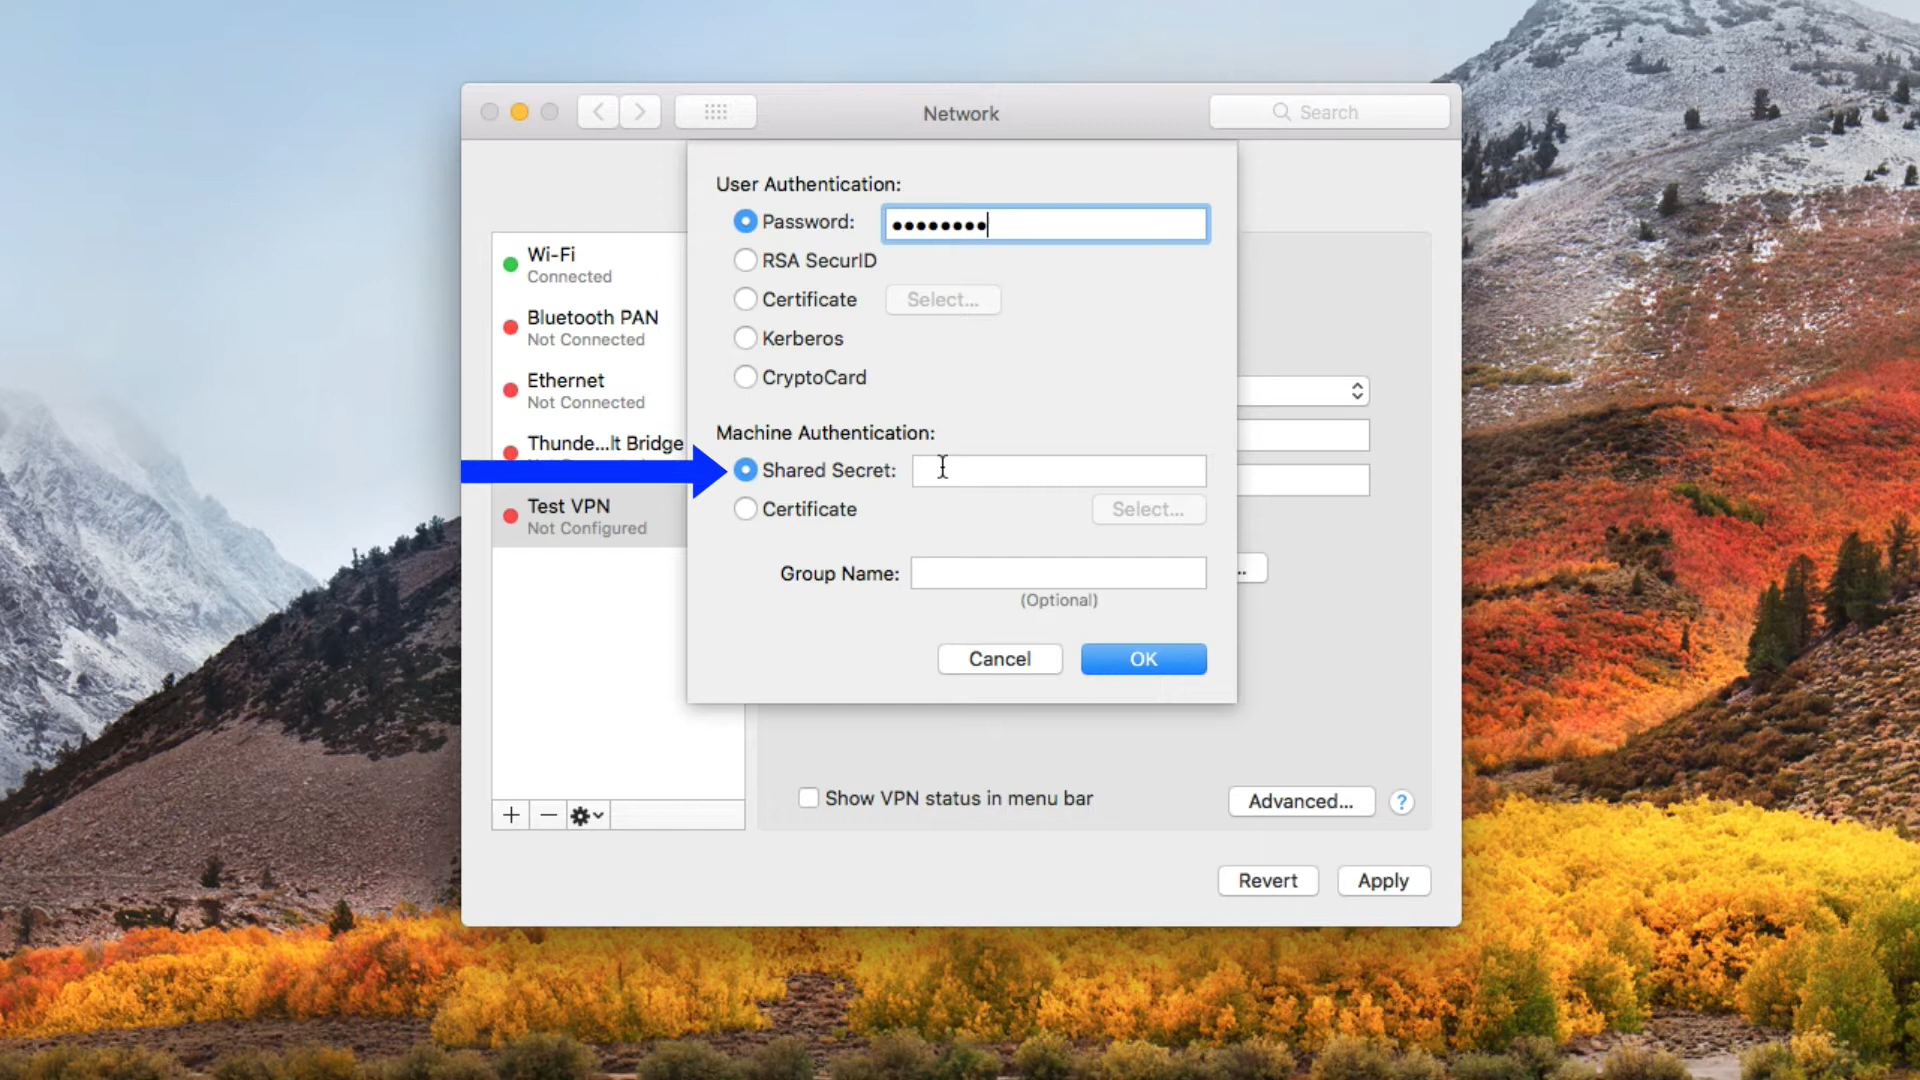 Network
Search
User Authentication:
Password: ••••••••
RSA SecurID
Certificate Select...
Kerberos
CryptoCard
Machine Authentication:
Shared Secret:
Certificate Select...
Group Name:
(Optional)
Cancel OK
Wi-Fi
Connected
Bluetooth PAN
Not Connected
Ethernet
Not Connected
Thunde...lt Bridge
Test VPN
Not Configured
..
Show VPN status in menu bar
Advanced... ?
Revert Apply